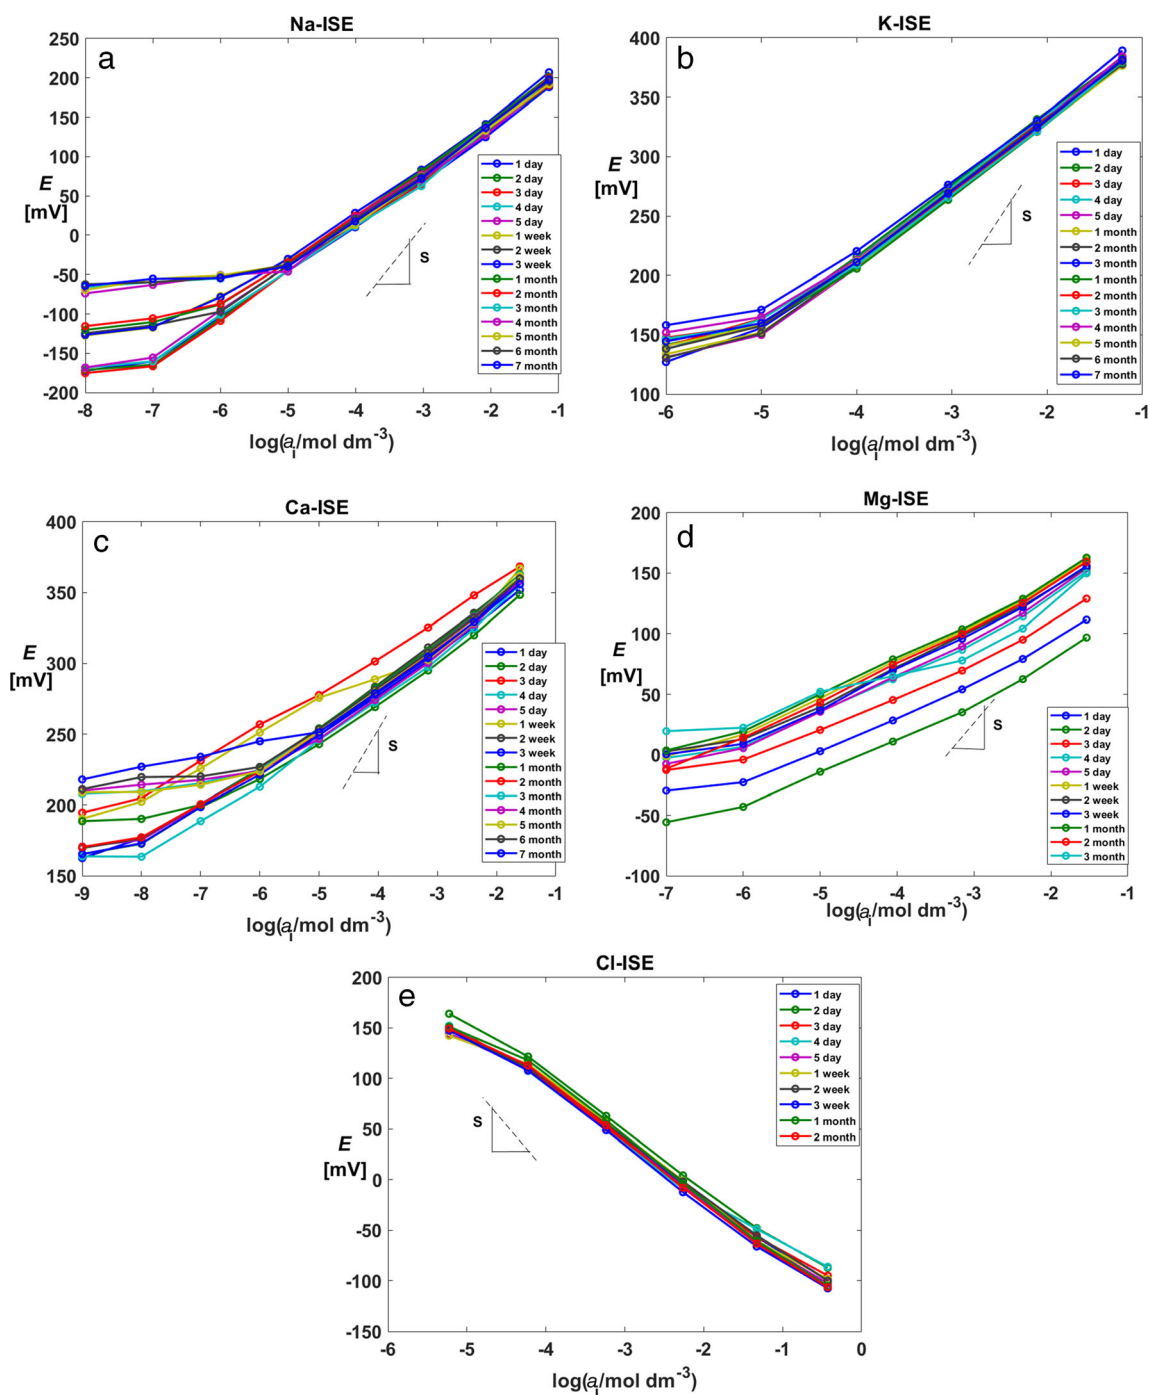 Na-ISE
a
250
200
150
100
50
0
-50
-100
-150
-200
E
[mV]
-8 -7 -6 -5 -4 -3 -2 -1
log(ai/mol dm-3)
S
1 day
2 day
3 day
4 day
5 day
1 week
2 week
3 week
1 month
2 month
3 month
4 month
5 month
6 month
7 month
K-ISE
b
400
350
300
250
200
150
100
E
[mV]
-6 -5 -4 -3 -2 -1
log(ai/mol dm-3)
S
1 day
2 day
3 day
4 day
5 day
1 month
2 month
3 month
1 month
2 month
3 month
4 month
5 month
6 month
7 month
Ca-ISE
c
400
350
300
250
200
150
E
[mV]
-9 -8 -7 -6 -5 -4 -3 -2 -1
log(ai/mol dm-3)
S
1 day
2 day
3 day
4 day
5 day
1 week
2 week
3 week
1 month
2 month
3 month
4 month
5 month
6 month
7 month
Mg-ISE
d
200
150
100
50
0
-50
-100
E
[mV]
-7 -6 -5 -4 -3 -2 -1
log(ai/mol dm-3)
S
1 day
2 day
3 day
4 day
5 day
1 week
2 week
3 week
1 month
2 month
3 month
Cl-ISE
e
200
150
100
50
0
-50
-100
-150
E
[mV]
-6 -5 -4 -3 -2 -1 0
log(ai/mol dm-3)
S
1 day
2 day
3 day
4 day
5 day
1 week
2 week
3 week
1 month
2 month